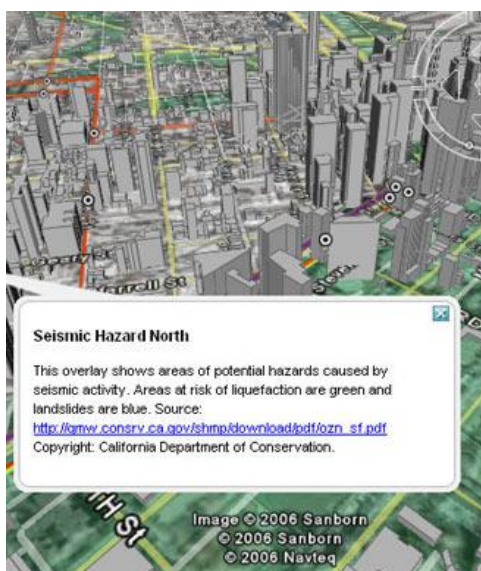 Geary St
Farrell St
Seismic Hazard North
This overlay shows areas of potential hazards caused by
seismic activity. Areas at risk of liquefaction are green and
landslides are blue. Source:
http://gmw.consrv.ca.gov/shmp/download/pdf/ozn_sf.pdf
Copyright: California Department of Conservation.
TH St
Image © 2006 Sanborn
© 2006 Sanborn
© 2006 Navteq